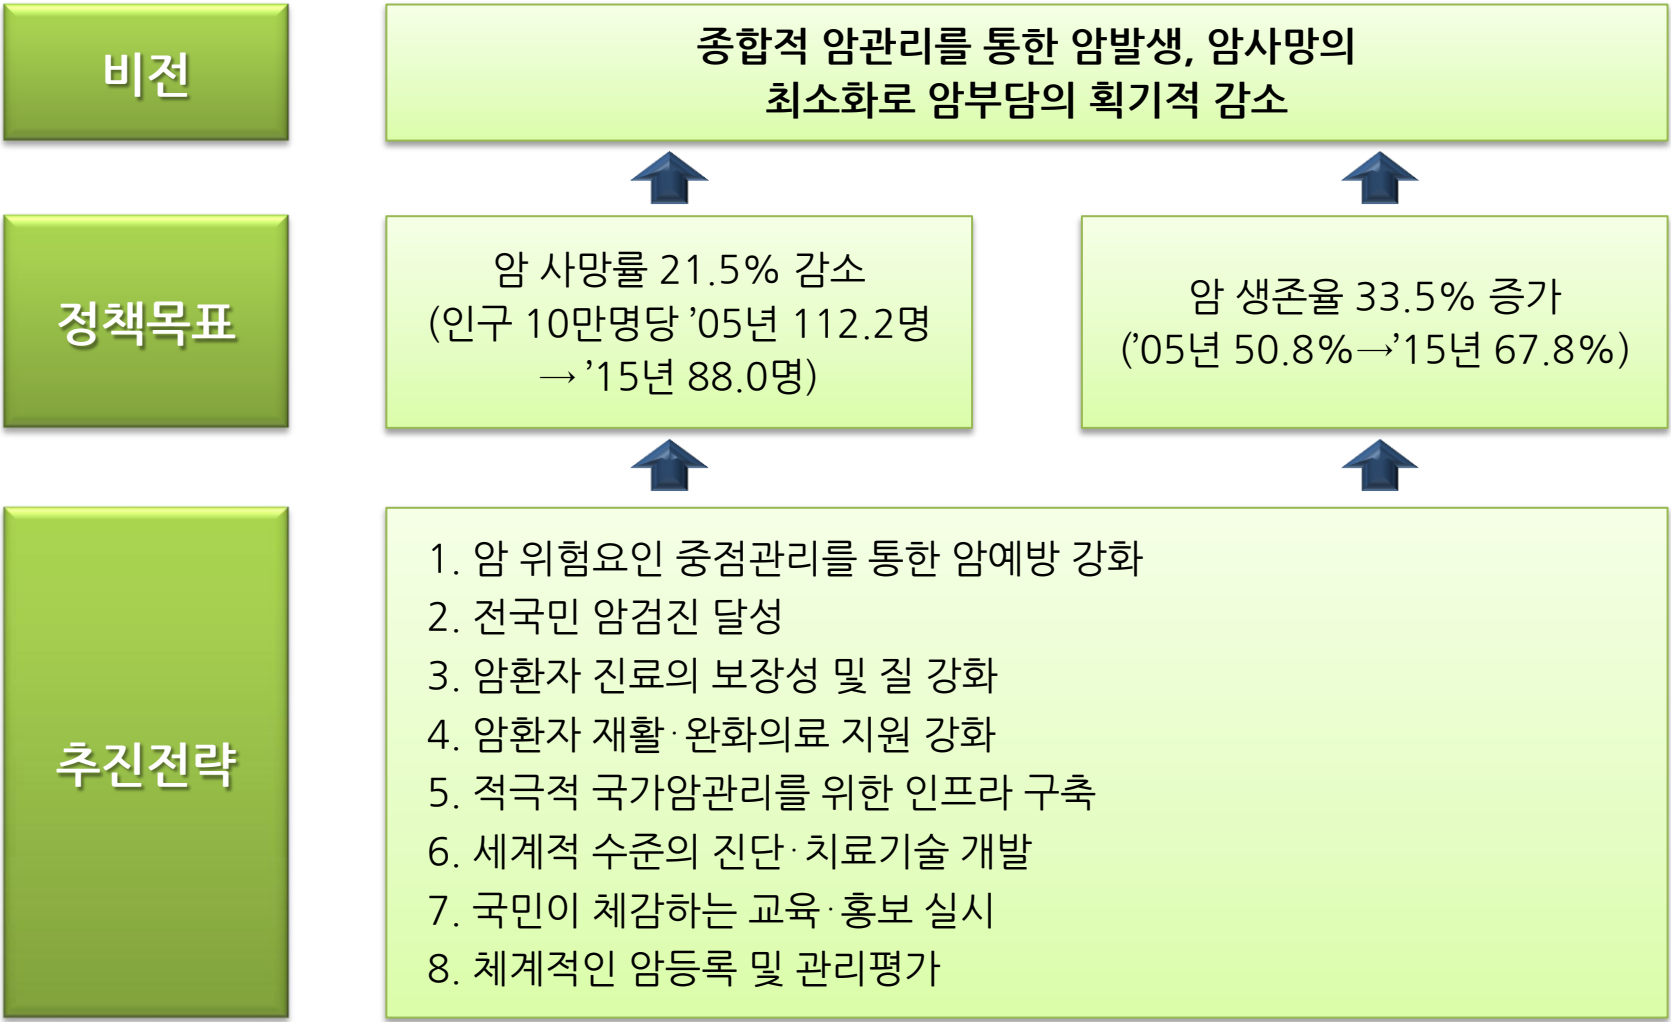 비전
종합적 암관리를 통한 암발생, 암사망의
최소화로 암부담의 획기적 감소
정책목표
암 사망률 21.5% 감소
(인구 10만명당 ’05년 112.2명
→ ’15년 88.0명)
암 생존율 33.5% 증가
(’05년 50.8%→’15년 67.8%)
추진전략
1. 암 위험요인 중점관리를 통한 암예방 강화
2. 전국민 암검진 달성
3. 암환자 진료의 보장성 및 질 강화
4. 암환자 재활·완화의료 지원 강화
5. 적극적 국가암관리를 위한 인프라 구축
6. 세계적 수준의 진단·치료기술 개발
7. 국민이 체감하는 교육·홍보 실시
8. 체계적인 암등록 및 관리평가